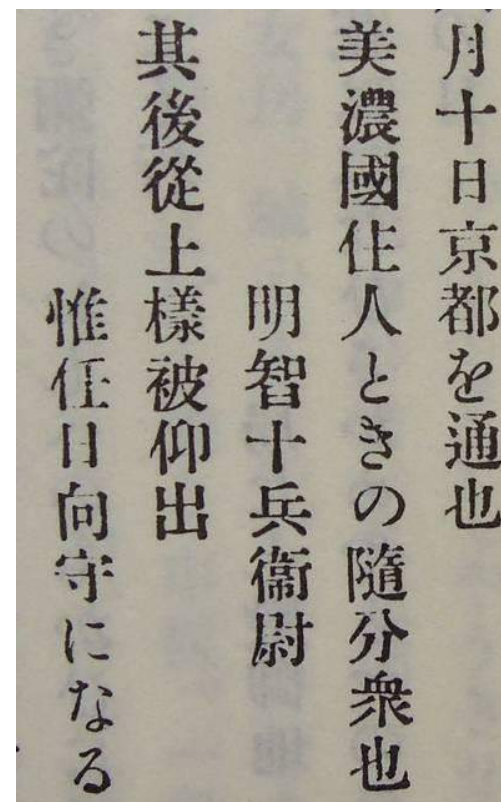 月十日京都を通也
美濃國住人ときの隨分衆也
明智十兵衞尉
其後從上樣被仰出
惟任日向守になる